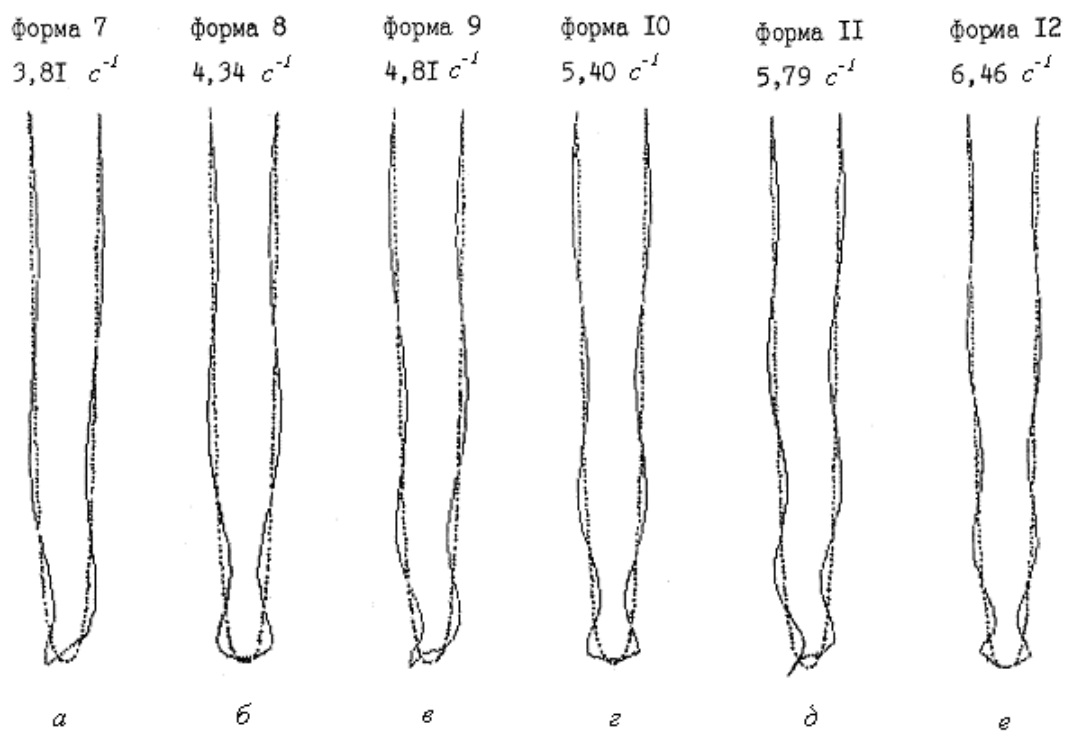 форма 7 форма 8 форма 9 форма IO форма II форма I2
3,8I c⁻¹ 4,34 c⁻¹ 4,8I c⁻¹ 5,40 c⁻¹ 5,79 c⁻¹ 6,46 c⁻¹
а б в г д е